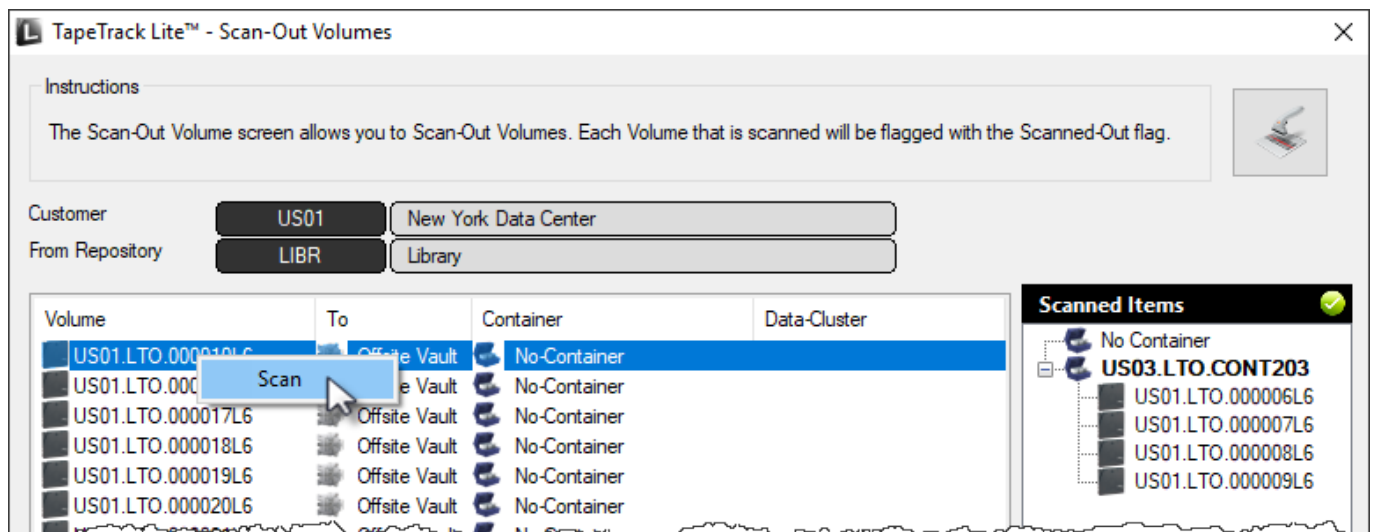 TapeTrack Lite™ - Scan-Out Volumes
Instructions
The Scan-Out Volume screen allows you to Scan-Out Volumes. Each Volume that is scanned will be flagged with the Scanned-Out flag.
Customer US01 New York Data Center
From Repository LIBR Library
Volume To Container Data-Cluster
Offsite Vault No-Container
Scan
Vault No-Container
US01.LTO.000017L6 Offsite Vault No-Container
US01.LTO.000018L6 Offsite Vault No-Container
US01.LTO.000019L6 Offsite Vault No-Container
US01.LTO.000020L6 Offsite Vault No-Container
Scanned Items
No Container
US03.LTO.CONT203
US01.LTO.000006L6
US01.LTO.000007L6
US01.LTO.000008L6
US01.LTO.000009L6